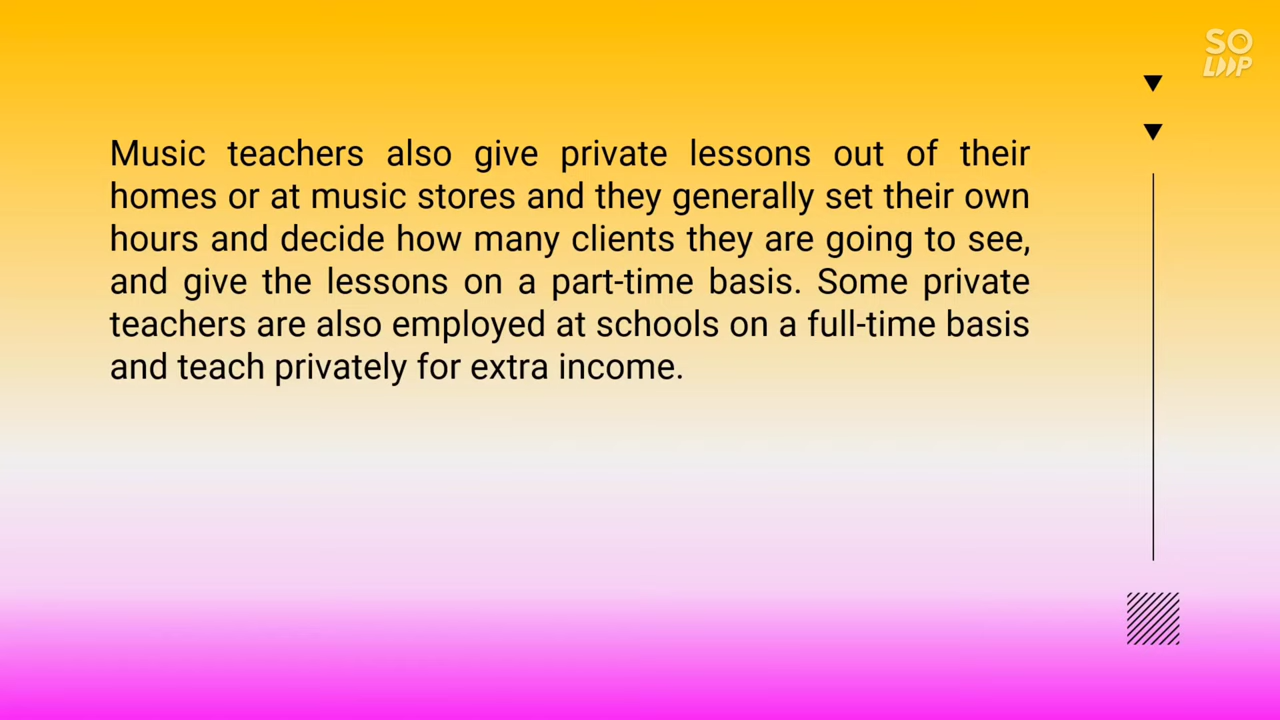 SO
LOOP
Music teachers also give private lessons out of their
homes or at music stores and they generally set their own
hours and decide how many clients they are going to see,
and give the lessons on a part-time basis. Some private
teachers are also employed at schools on a full-time basis
and teach privately for extra income.